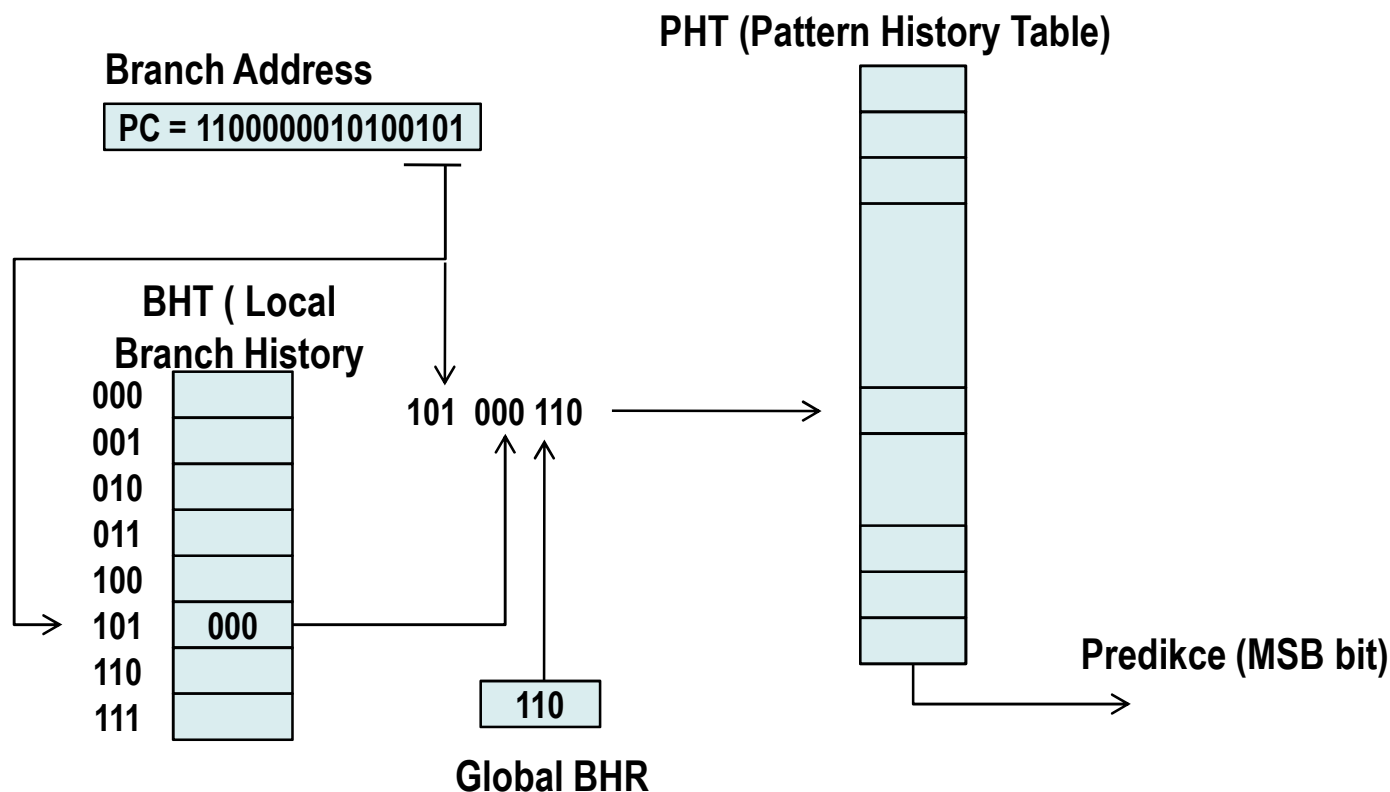 PHT (Pattern History Table)
Branch Address
PC = 1100000010100101
BHT ( Local
Branch History
000
001
010
011
100
101 000
110
111
101 000 110
110
Global BHR
Predikce (MSB bit)